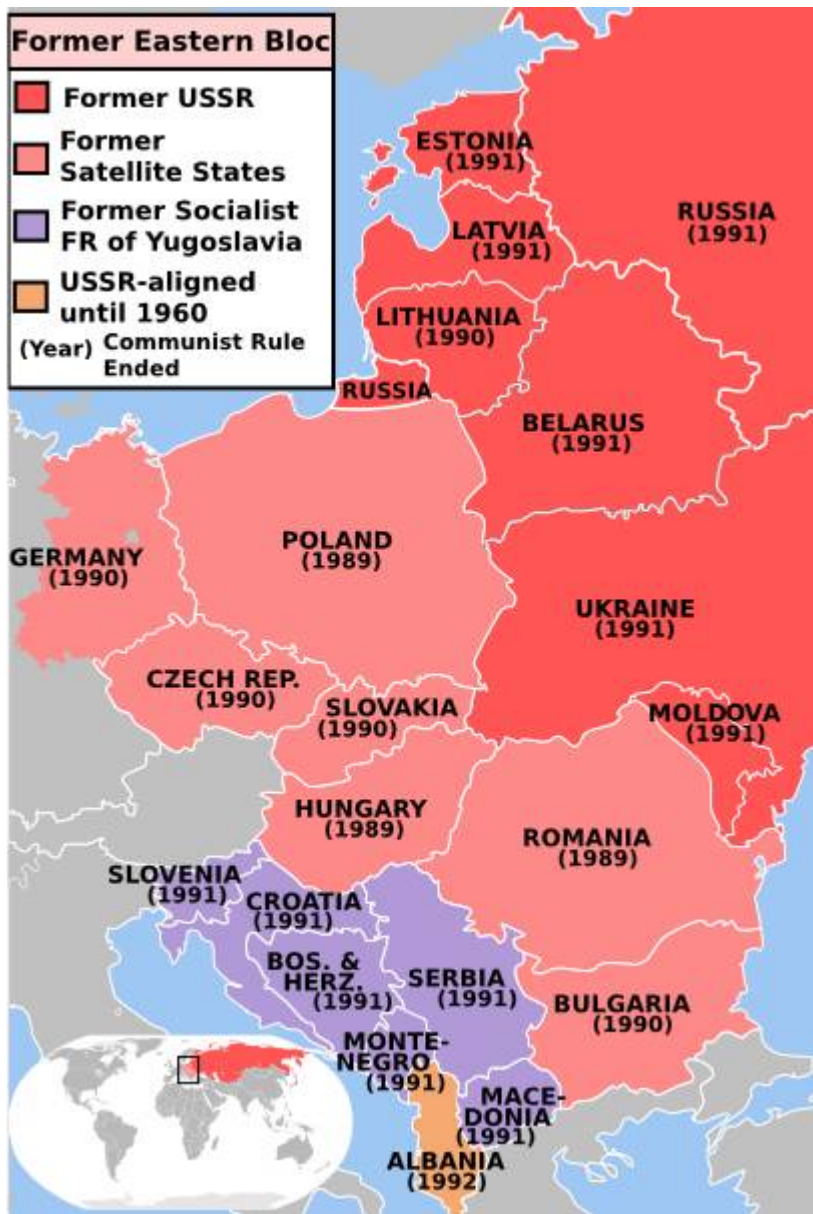 Former Eastern Bloc
Former USSR
Former
Satellite States
Former Socialist
FR of Yugoslavia
USSR-aligned
until 1960
(Year) Communist Rule
Ended
ESTONIA
(1991)
RUSSIA
(1991)
LATVIA
(1991)
LITHUANIA
(1990)
RUSSIA
BELARUS
(1991)
POLAND
(1989)
GERMANY
(1990)
UKRAINE
(1991)
CZECH REP.
(1990)
SLOVAKIA
(1990)
MOLDOVA
(1991)
HUNGARY
(1989)
ROMANIA
(1989)
SLOVENIA
(1991)
CROATIA
(1991)
BOS. &
HERZ.
(1991)
SERBIA
(1991)
BULGARIA
(1990)
MONTE-
NEGRO
(1991)
MACE-
DONIA
(1991)
ALBANIA
(1992)